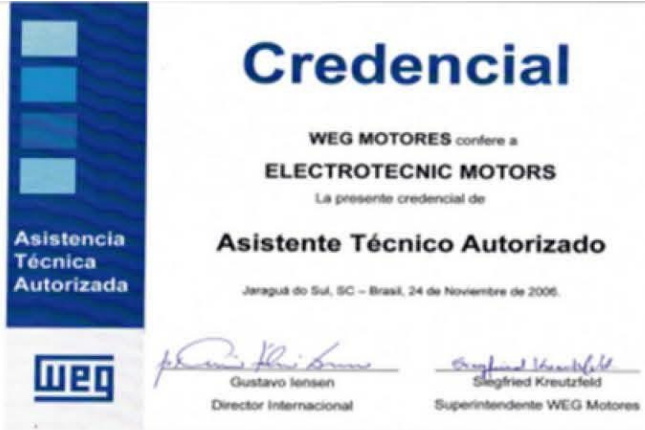 Credencial
WEG MOTORES confere a
ELECTROTECNIC MOTORS
La presente credencial de
Asistente Técnico Autorizado
Jaraguá do Sul, SC – Brasil, 24 de Noviembre de 2006.
Asistencia
Técnica
Autorizada
weg
Gustavo Iensen
Director Internacional
Siegfried Kreutzfeld
Superintendente WEG Motores